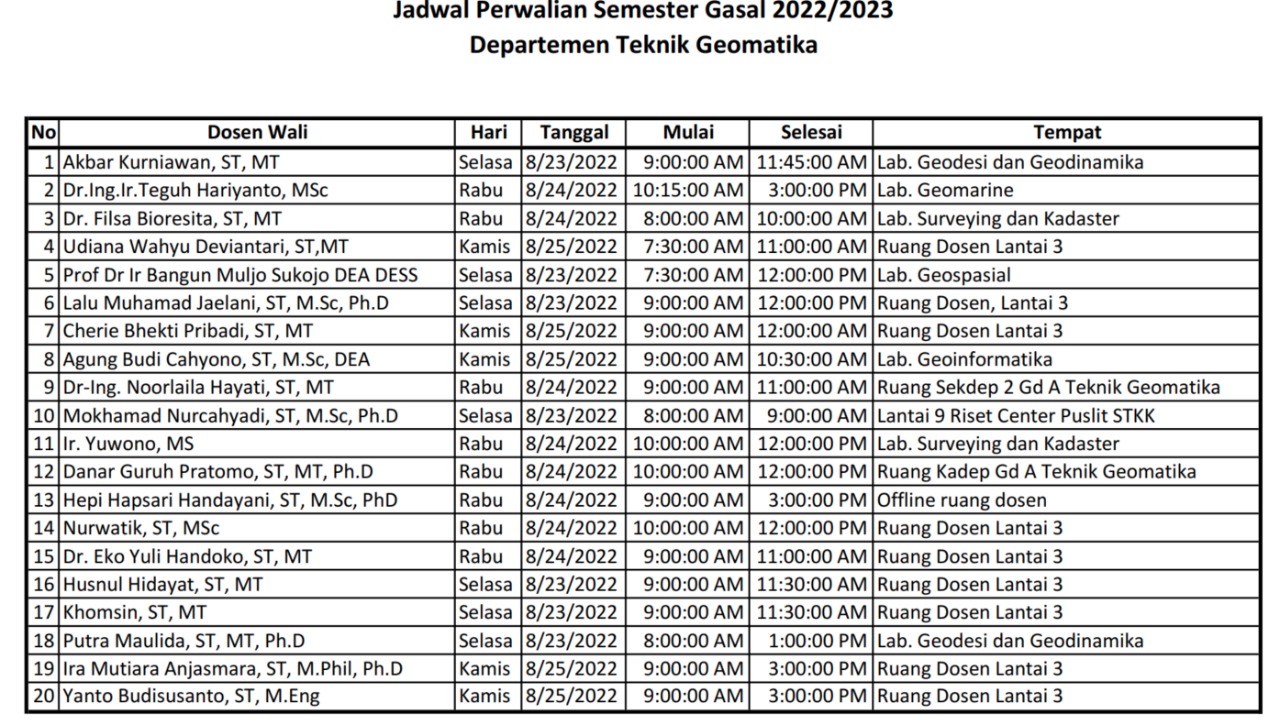 Jadwal Perwalian Semester Gasal 2022/2023
Departemen Teknik Geomatika
No Dosen Wali Hari Tanggal Mulai Selesai Tempat
1 Akbar Kurniawan, ST, MT Selasa 8/23/2022 9:00:00 AM 11:45:00 AM Lab. Geodesi dan Geodinamika
2 Dr.Ing.Ir.Teguh Hariyanto, MSc Rabu 8/24/2022 10:15:00 AM 3:00:00 PM Lab. Geomarine
3 Dr. Filsa Bioresita, ST, MT Rabu 8/24/2022 8:00:00 AM 10:00:00 AM Lab. Surveying dan Kadaster
4 Udiana Wahyu Deviantari, ST,MT Kamis 8/25/2022 7:30:00 AM 11:00:00 AM Ruang Dosen Lantai 3
5 Prof Dr Ir Bangun Muljo Sukojo DEA DESS Selasa 8/23/2022 7:30:00 AM 12:00:00 PM Lab. Geospasial
6 Lalu Muhamad Jaelani, ST, M.Sc, Ph.D Selasa 8/23/2022 9:00:00 AM 12:00:00 PM Ruang Dosen, Lantai 3
7 Cherie Bhekti Pribadi, ST, MT Kamis 8/25/2022 9:00:00 AM 12:00:00 AM Ruang Dosen Lantai 3
8 Agung Budi Cahyono, ST, M.Sc, DEA Kamis 8/25/2022 9:00:00 AM 10:30:00 AM Lab. Geoinformatika
9 Dr-Ing. Noorlaila Hayati, ST, MT Rabu 8/24/2022 9:00:00 AM 11:00:00 AM Ruang Sekdep 2 Gd A Teknik Geomatika
10 Mokhamad Nurcahyadi, ST, M.Sc, Ph.D Selasa 8/23/2022 8:00:00 AM 9:00:00 AM Lantai 9 Riset Center Puslit STKK
11 Ir. Yuwono, MS Rabu 8/24/2022 10:00:00 AM 12:00:00 PM Lab. Surveying dan Kadaster
12 Danar Guruh Pratomo, ST, MT, Ph.D Rabu 8/24/2022 10:00:00 AM 12:00:00 PM Ruang Kadep Gd A Teknik Geomatika
13 Hepi Hapsari Handayani, ST, M.Sc, PhD Rabu 8/24/2022 9:00:00 AM 3:00:00 PM Offline ruang dosen
14 Nurwatik, ST, MSc Rabu 8/24/2022 10:00:00 AM 12:00:00 PM Ruang Dosen Lantai 3
15 Dr. Eko Yuli Handoko, ST, MT Rabu 8/24/2022 9:00:00 AM 11:00:00 AM Ruang Dosen Lantai 3
16 Husnul Hidayat, ST, MT Selasa 8/23/2022 9:00:00 AM 11:30:00 AM Ruang Dosen Lantai 3
17 Khomsin, ST, MT Selasa 8/23/2022 9:00:00 AM 11:30:00 AM Ruang Dosen Lantai 3
18 Putra Maulida, ST, MT, Ph.D Selasa 8/23/2022 8:00:00 AM 1:00:00 PM Lab. Geodesi dan Geodinamika
19 Ira Mutiara Anjasmara, ST, M.Phil, Ph.D Kamis 8/25/2022 9:00:00 AM 3:00:00 PM Ruang Dosen Lantai 3
20 Yanto Budisusanto, ST, M.Eng Kamis 8/25/2022 9:00:00 AM 3:00:00 PM Ruang Dosen Lantai 3